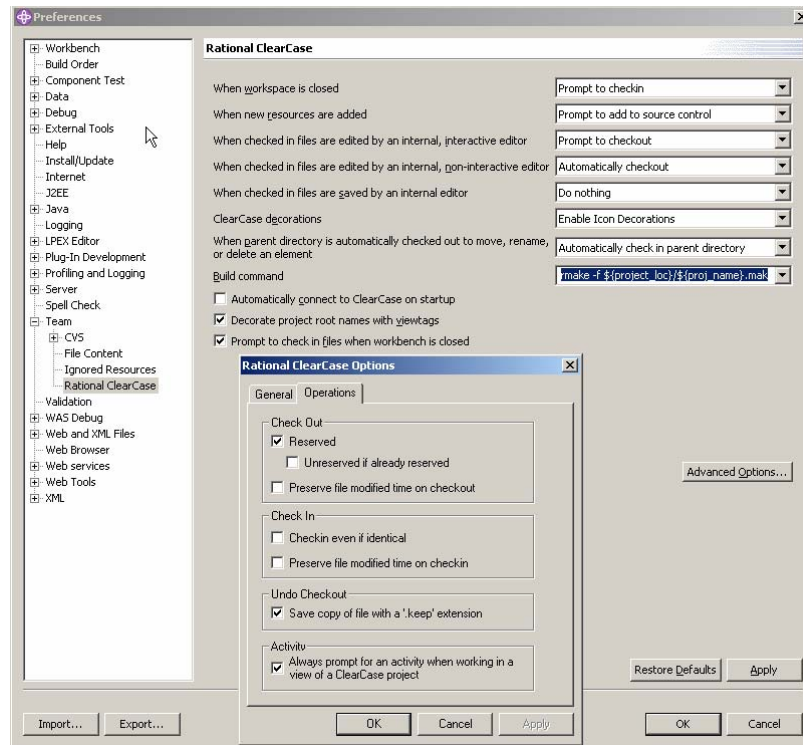 Preferences
Workbench
Build Order
Component Test
Data
Debug
External Tools
Help
Install/Update
Internet
J2EE
Java
Logging
LPEX Editor
Plug-In Development
Profiling and Logging
Server
Spell Check
Team
CVS
File Content
Ignored Resources
Rational ClearCase
Validation
WAS Debug
Web and XML Files
Web Browser
Web services
Web Tools
XML
Rational ClearCase
When workspace is closed Prompt to checkin
When new resources are added Prompt to add to source control
When checked in files are edited by an internal, interactive editor Prompt to checkout
When checked in files are edited by an internal, non-interactive editor Automatically checkout
When checked in files are saved by an internal editor Do nothing
ClearCase decorations Enable Icon Decorations
When parent directory is automatically checked out to move, rename,
or delete an element Automatically check in parent directory
Build command rmake -f ${project_loc}/${proj_name}.mak
Automatically connect to ClearCase on startup
Decorate project root names with viewtags
Prompt to check in files when workbench is closed
Rational ClearCase Options
General Operations
Check Out
Reserved
Unreserved if already reserved
Preserve file modified time on checkout
Check In
Checkin even if identical
Preserve file modified time on checkin
Undo Checkout
Save copy of file with a '.keep' extension
Activity
Always prompt for an activity when working in a
view of a ClearCase project
OK Cancel Apply
Advanced Options...
Restore Defaults Apply
Import... Export... OK Cancel